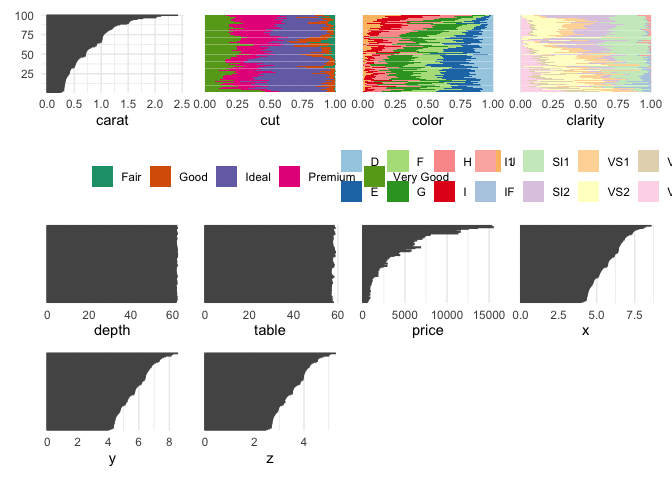 100
75
50
25
0.0 0.5 1.0 1.5 2.0 2.5
carat
0.00 0.25 0.50 0.75 1.00
cut
0.00 0.25 0.50 0.75 1.00
color
0.00 0.25 0.50 0.75 1.00
clarity
Fair Good Ideal Premium Very Good
D F H J
E G I
I1 SI1 VS1 V
IF SI2 VS2 V
0 20 40 60
depth
0 20 40 60
table
0 5000 10000 15000
price
0.0 2.5 5.0 7.5
x
0 2 4 6 8
y
0 2 4
z